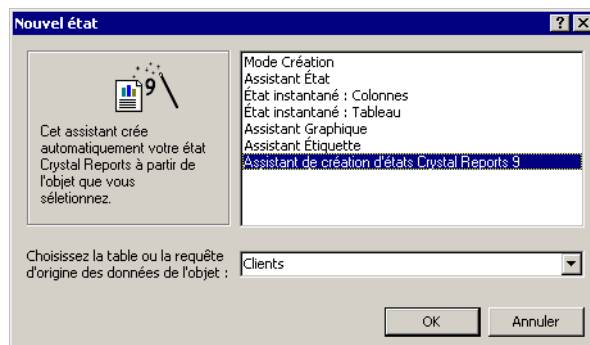 Nouvel état
9
Cet assistant crée
automatiquement votre état
Crystal Reports à partir de
l'objet que vous
séletionnez.
Mode Création
Assistant État
État instantané : Colonnes
État instantané : Tableau
Assistant Graphique
Assistant Étiquette
Assistant de création d'états Crystal Reports 9
Choisissez la table ou la requête
d'origine des données de l'objet :
Clients
OK
Annuler